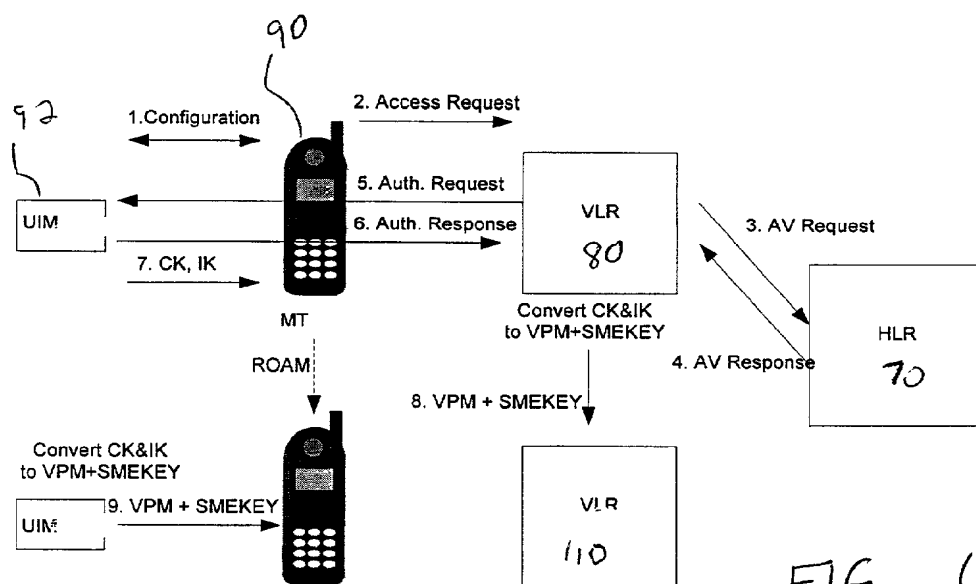 90
92
1.Configuration
2. Access Request
UIM
5. Auth. Request
6. Auth. Response
7. CK, IK
MT
VLR
80
3. AV Request
4. AV Response
HLR
70
Convert CK&IK
to VPM+SMEKEY
ROAM
8. VPM + SMEKEY
Convert CK&IK
to VPM+SMEKEY
UIM
9. VPM + SMEKEY
VLR
110
FIG.